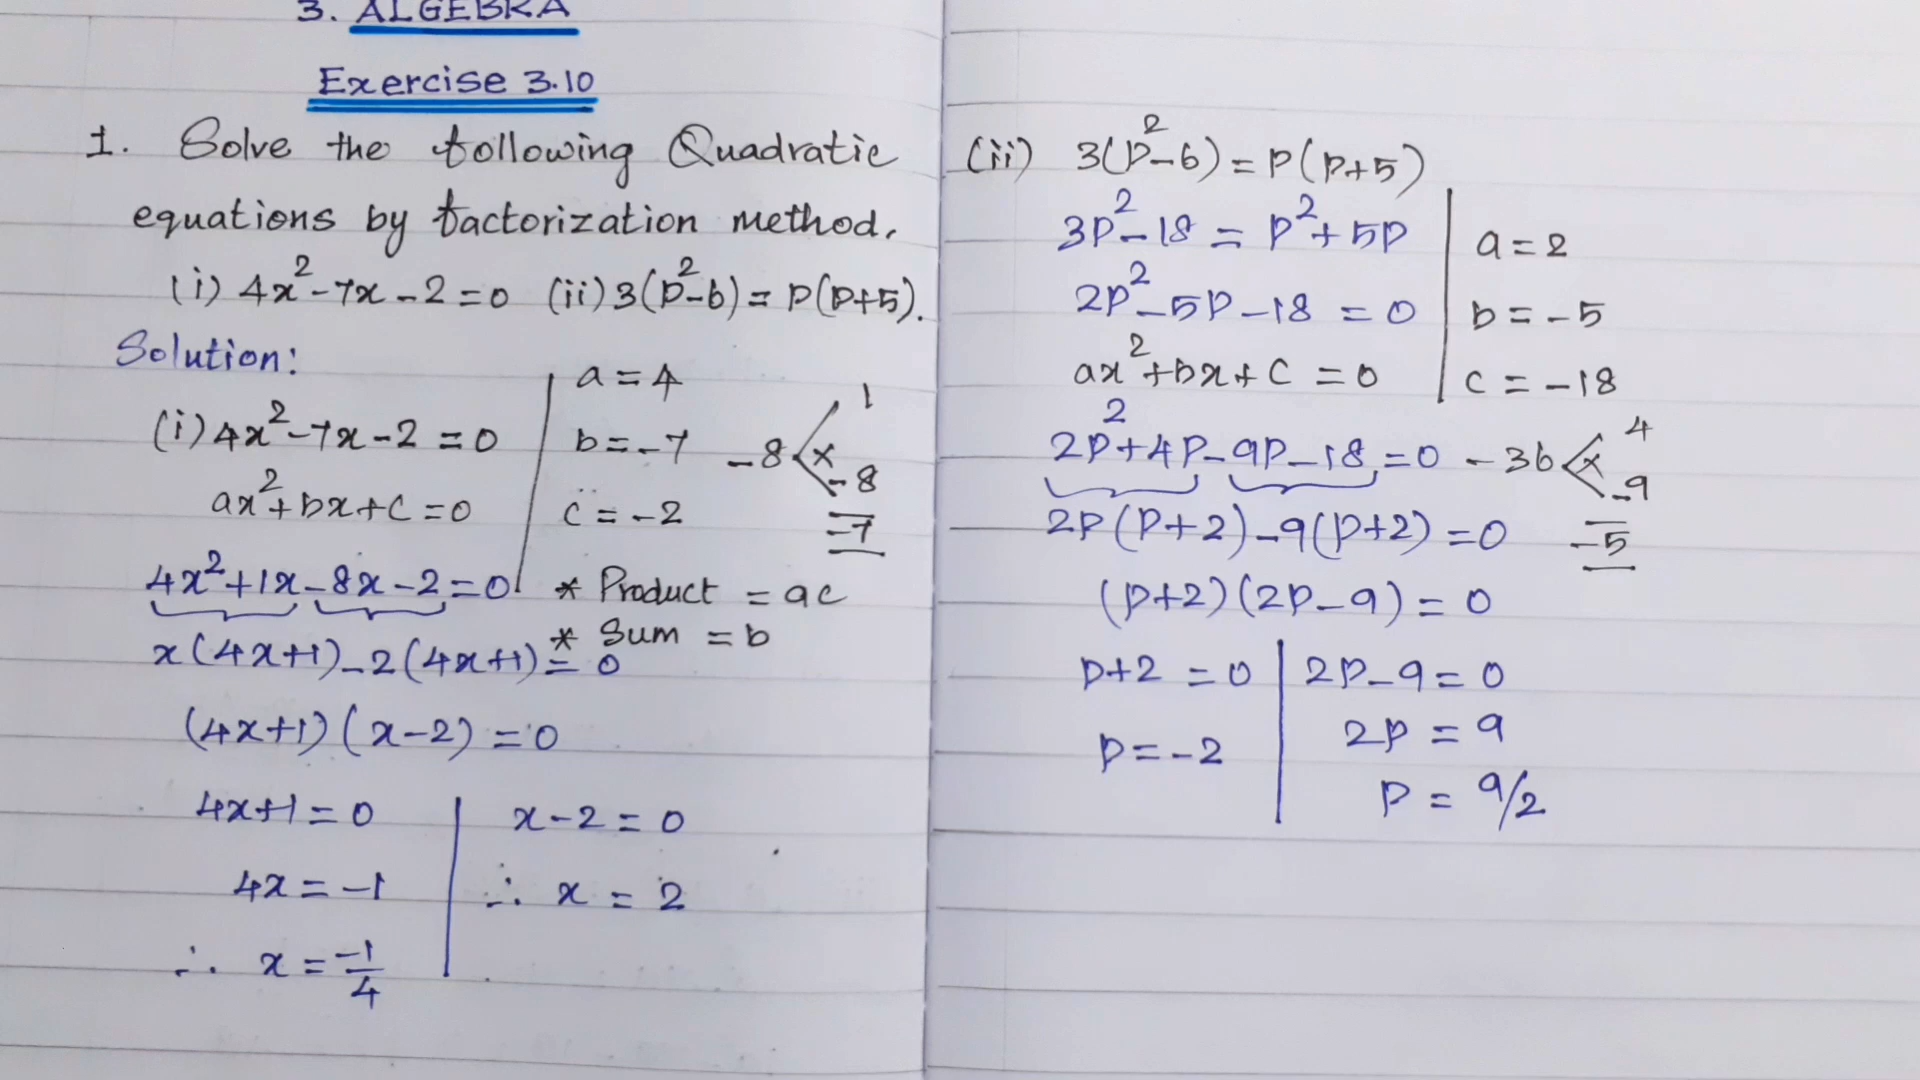 3. ALGEBRA
Exercise 3.10
1. Solve the following Quadratic
equations by factorization method.
(i) 4x²-7x-2=0 (ii) 3(p²-6)=p(p+5).
Solution:
(i) 4x²-7x-2=0
ax²+bx+c=0
a=4
b=-7
c=-2
-8 < 1
x
-8
-7
* Product = ac
* Sum = b
4x²+1x-8x-2=0
x(4x+1)-2(4x+1)=0
(4x+1)(x-2)=0
4x+1=0
4x=-1
∴ x=-1/4
x-2=0
∴ x=2
(ii) 3(p²-6)=p(p+5)
3p²-18=p²+5p
2p²-5p-18=0
ax²+bx+c=0
a=2
b=-5
c=-18
2p²+4p-9p-18=0
-36 < 4
x
-9
-5
2p(p+2)-9(p+2)=0
(p+2)(2p-9)=0
p+2=0
p=-2
2p-9=0
2p=9
p=9/2